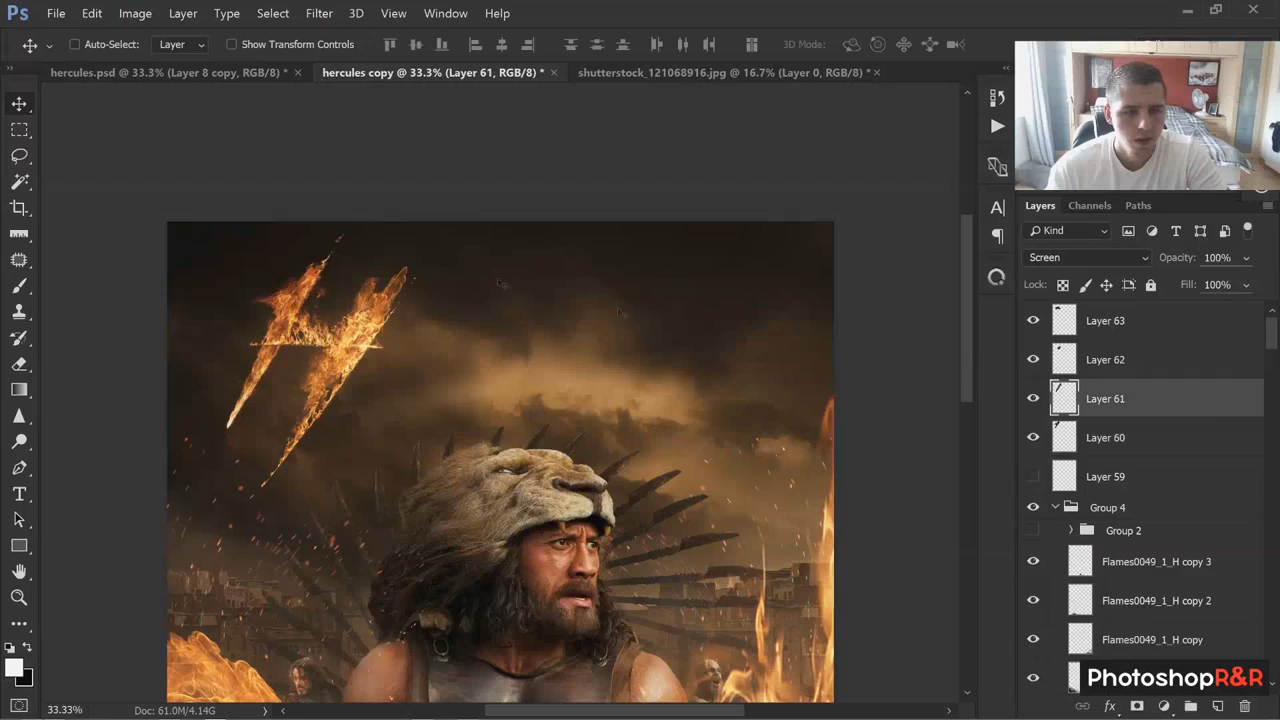 Ps File Edit Image Layer Type Select Filter 3D View Window Help
Auto-Select: Layer Show Transform Controls 3D Mode:
hercules.psd @ 33.3% (Layer 8 copy, RGB/8) * × hercules copy @ 33.3% (Layer 61, RGB/8) * × shutterstock_121068916.jpg @ 16.7% (Layer 0, RGB/8) * ×
Layers Channels Paths
Kind
Screen Opacity: 100%
Lock: Fill: 100%
Layer 63
Layer 62
Layer 61
Layer 60
Layer 59
Group 4
Group 2
Flames0049_1_H copy 3
Flames0049_1_H copy 2
Flames0049_1_H copy
PhotoshopR&R
H
33.33% Doc: 61.0M/4.14G